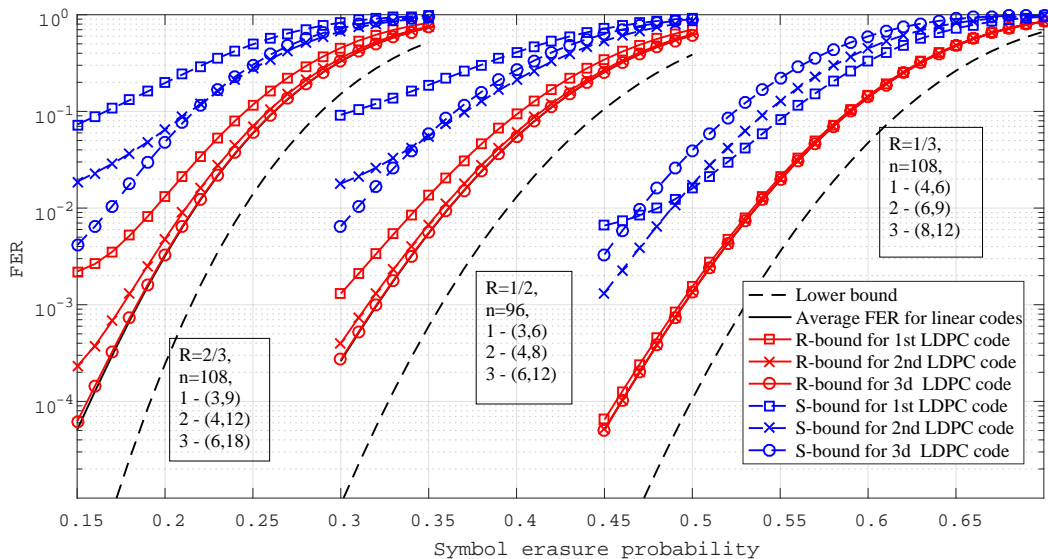 FER
10^0
10^-1
10^-2
10^-3
10^-4
0.15
0.2
0.25
0.3
0.35
0.4
0.45
0.5
0.55
0.6
0.65
Symbol erasure probability
R=2/3,
n=108,
1 - (3,9)
2 - (4,12)
3 - (6,18)
R=1/2,
n=96,
1 - (3,6)
2 - (4,8)
3 - (6,12)
R=1/3,
n=108,
1 - (4,6)
2 - (6,9)
3 - (8,12)
Lower bound
Average FER for linear codes
R-bound for 1st LDPC code
R-bound for 2nd LDPC code
R-bound for 3d LDPC code
S-bound for 1st LDPC code
S-bound for 2nd LDPC code
S-bound for 3d LDPC code